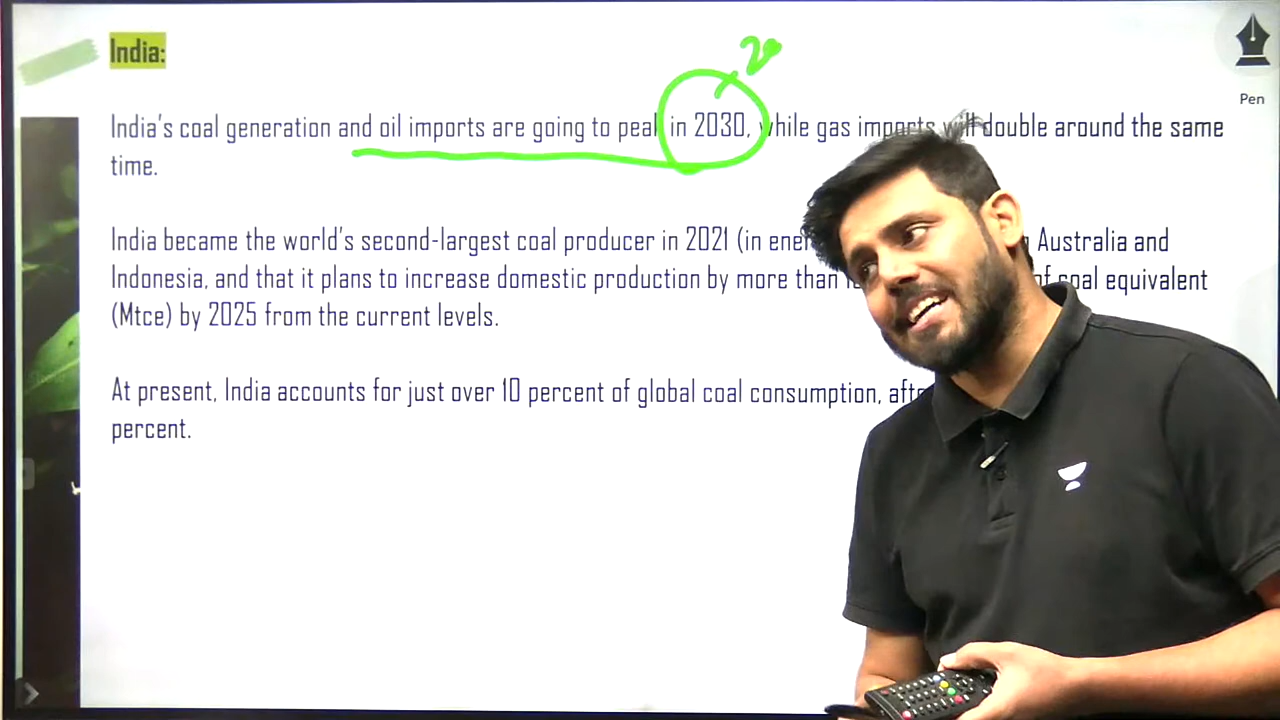 India:
20
India's coal generation and oil imports are going to peak in 2030, while gas imports will double around the same
time.
India became the world's second-largest coal producer in 2021 (in Australia and
Indonesia, and that it plans to increase domestic production by more than of coal equivalent
(Mtce) by 2025 from the current levels.
At present, India accounts for just over 10 percent of global coal consumption,
percent.
Pen